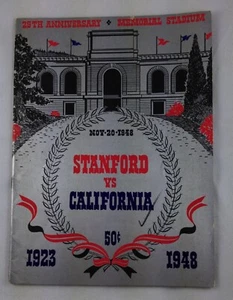 25TH ANNIVERSARY + MEMORIAL STADIUM
NOV·20·1948
STANFORD
VS
CALIFORNIA
50¢
1923 1948